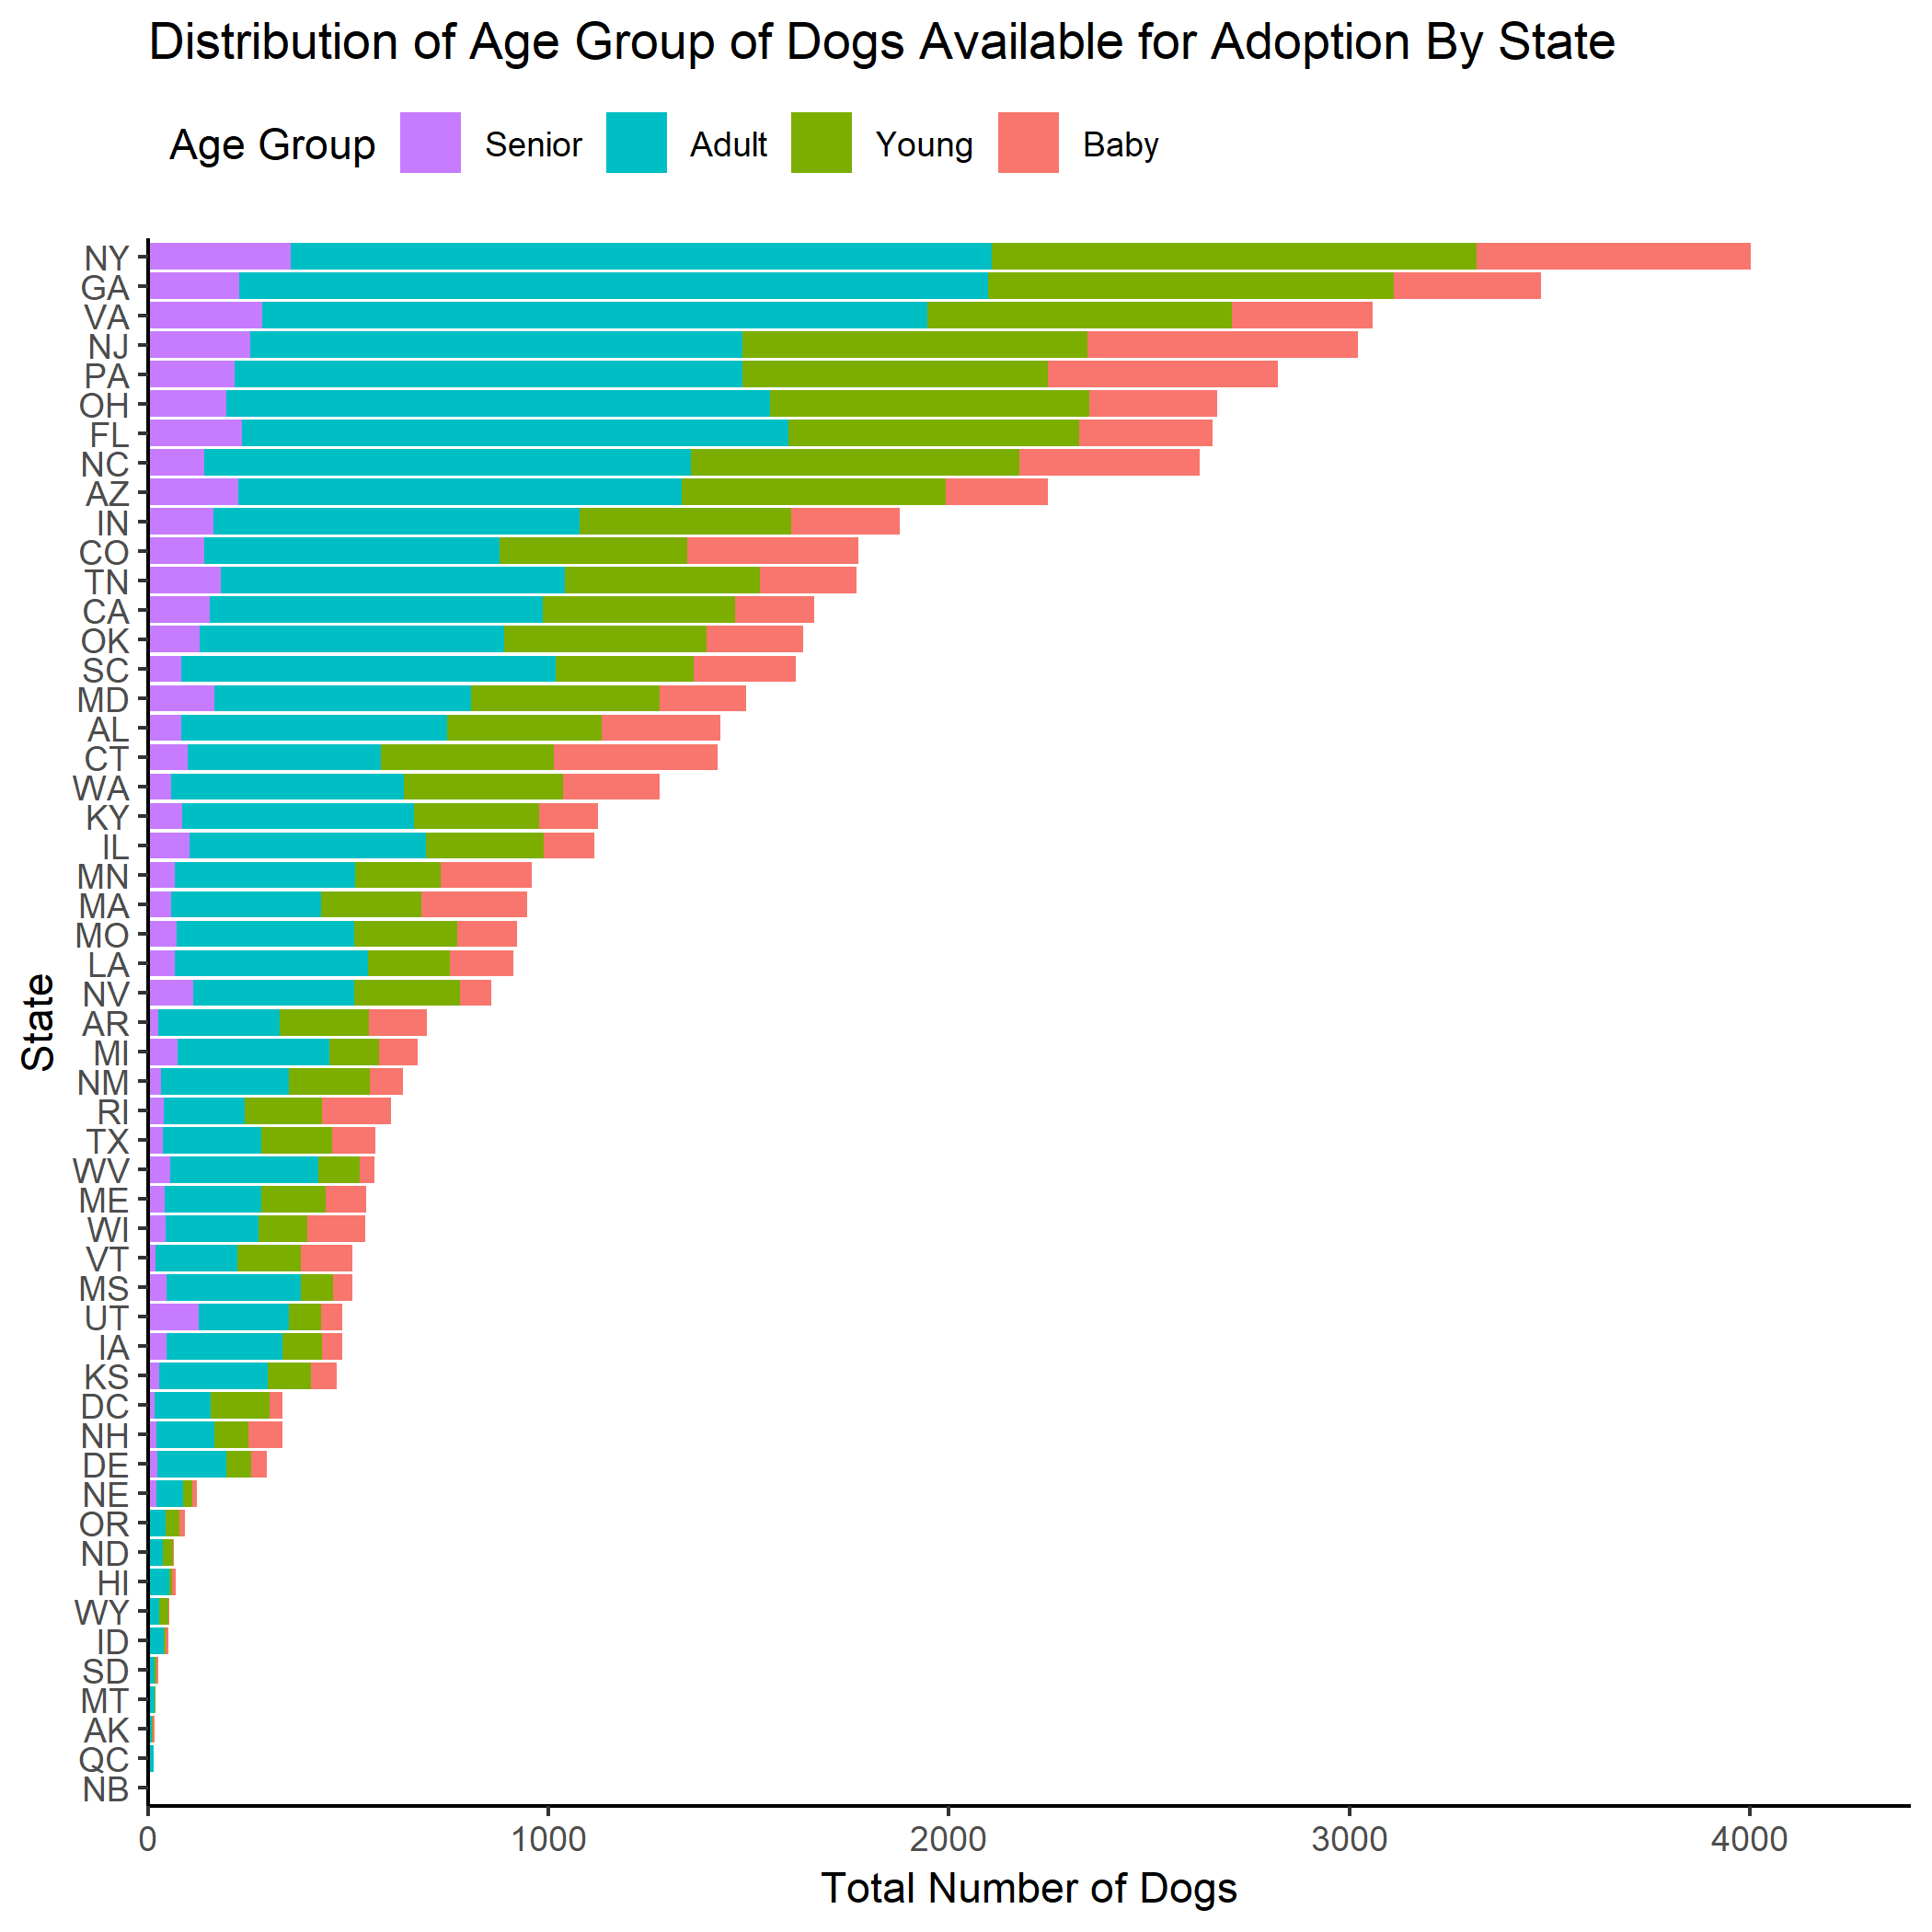 Distribution of Age Group of Dogs Available for Adoption By State
Age Group Senior Adult Young Baby
NY
GA
VA
NJ
PA
OH
FL
NC
AZ
IN
CO
TN
CA
OK
SC
MD
AL
CT
WA
KY
IL
MN
MA
MO
LA
NV
AR
MI
NM
RI
TX
WV
ME
WI
VT
MS
UT
IA
KS
DC
NH
DE
NE
OR
ND
HI
WY
ID
SD
MT
AK
QC
NB
State
0 1000 2000 3000 4000
Total Number of Dogs